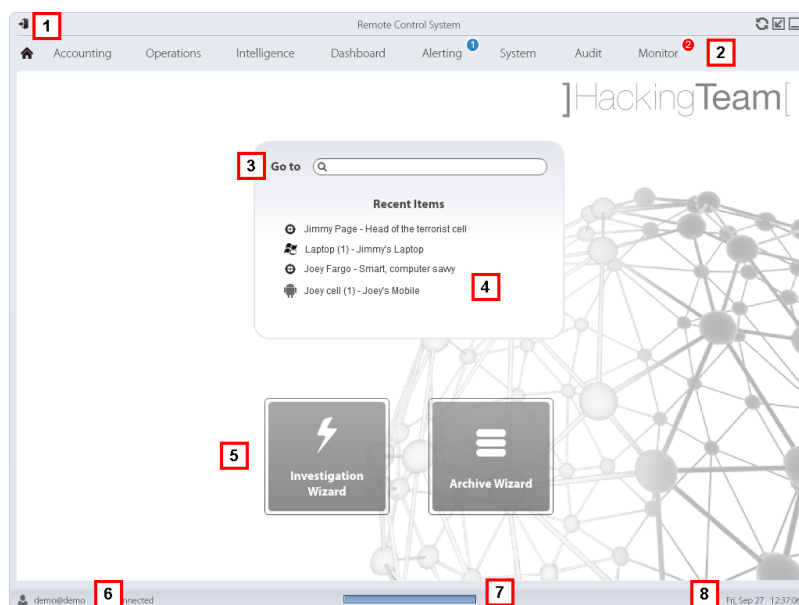 1
Remote Control System
Accounting Operations Intelligence Dashboard Alerting 1 System Audit Monitor 2
2
]HackingTeam[
3
Go to
Recent Items
Jimmy Page - Head of the terrorist cell
Laptop (1) - Jimmy's Laptop
Joey Fargo - Smart, computer savvy
Joey cell (1) - Joey's Mobile
4
5
Investigation
Wizard
Archive Wizard
demo@demo 6 nnected 7 8 Fri, Sep 27 12:37:06